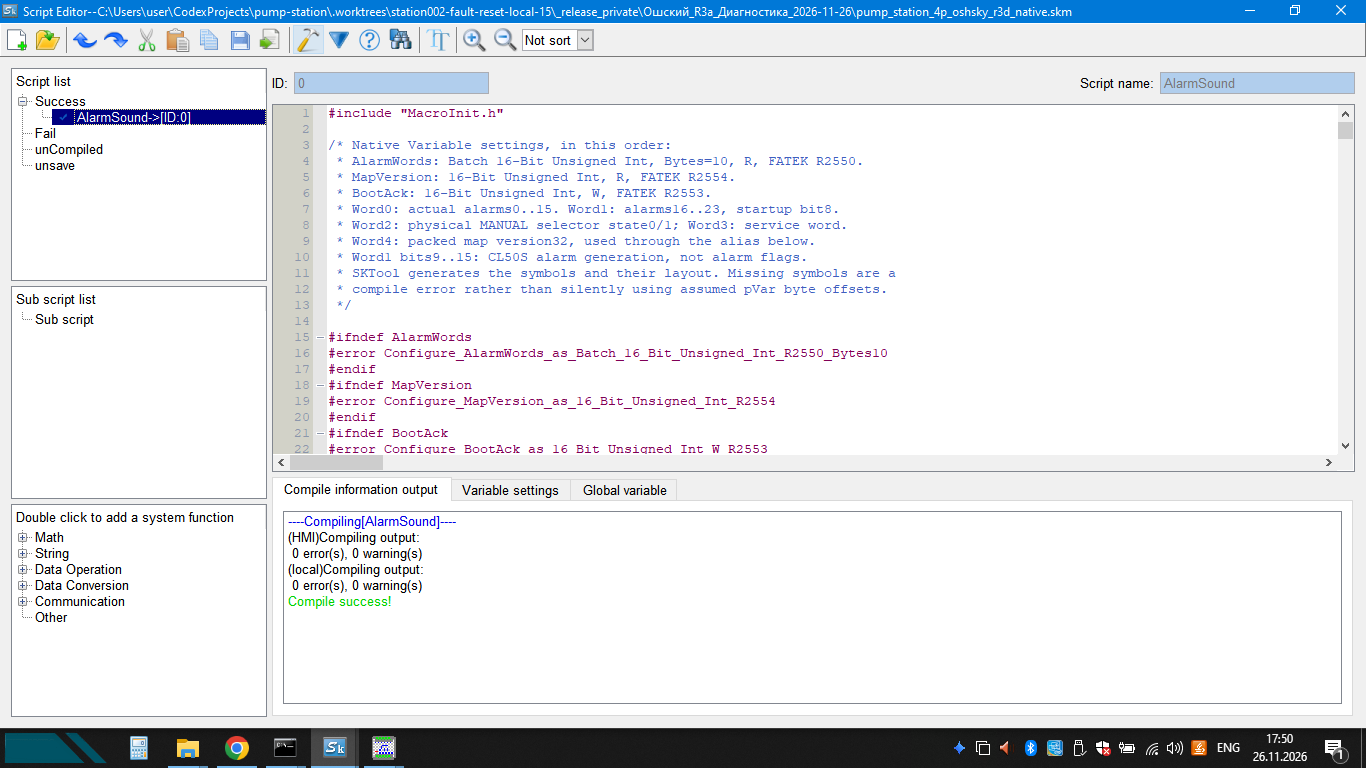 Script Editor--C:\Users\user\CodexProjects\pump-station\.worktrees\station002-fault-reset-local-15\_release_private\Ошский_R3a_Диагностика_2026-11-26\pump_station_4p_oshsky_r3d_native.skm
Not sort
Script list
Success
AlarmSound->[ID:0]
Fail
unCompiled
unsave
Sub script list
Sub script
Double click to add a system function
Math
String
Data Operation
Data Conversion
Communication
Other
ID: 0
Script name: AlarmSound
1 #include "MacroInit.h"
2
3 /* Native Variable settings, in this order:
4 * AlarmWords: Batch 16-Bit Unsigned Int, Bytes=10, R, FATEK R2550.
5 * MapVersion: 16-Bit Unsigned Int, R, FATEK R2554.
6 * BootAck: 16-Bit Unsigned Int, W, FATEK R2553.
7 * Word0: actual alarms0..15. Word1: alarms16..23, startup bit8.
8 * Word2: physical MANUAL selector state0/1; Word3: service word.
9 * Word4: packed map version32, used through the alias below.
10 * Word1 bits9..15: CL50S alarm generation, not alarm flags.
11 * SKTool generates the symbols and their layout. Missing symbols are a
12 * compile error rather than silently using assumed pVar byte offsets.
13 */
14
15 #ifndef AlarmWords
16 #error Configure_AlarmWords_as_Batch_16_Bit_Unsigned_Int_R2550_Bytes10
17 #endif
18 #ifndef MapVersion
19 #error Configure_MapVersion_as_16_Bit_Unsigned_Int_R2554
20 #endif
21 #ifndef BootAck
22 #error Configure_BootAck_as_16_Bit_Unsigned_Int_W_R2553
Compile information output
Variable settings
Global variable
----Compiling[AlarmSound]----
(HMI)Compiling output:
0 error(s), 0 warning(s)
(local)Compiling output:
0 error(s), 0 warning(s)
Compile success!
ENG
17:50
26.11.2026
1